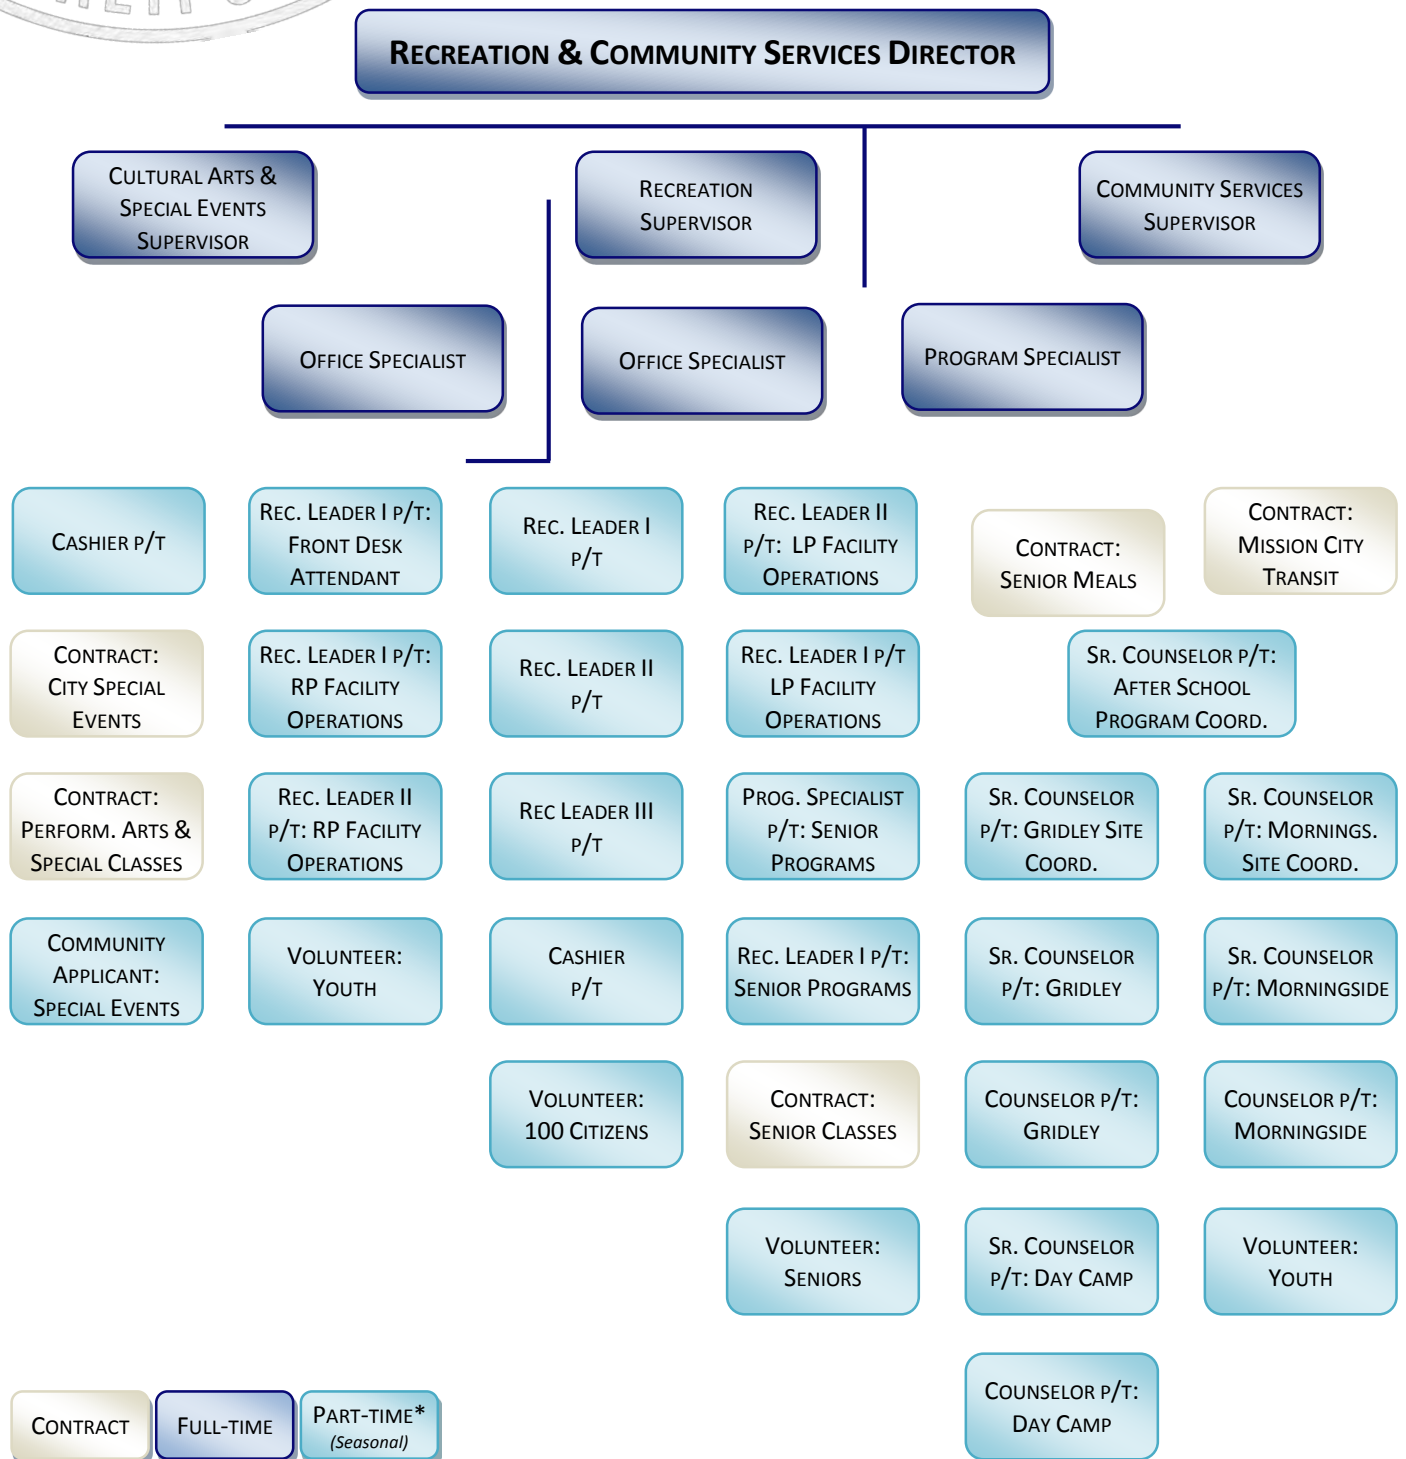 RECREATION & COMMUNITY SERVICES DIRECTOR
CULTURAL ARTS &
SPECIAL EVENTS
SUPERVISOR
RECREATION
SUPERVISOR
COMMUNITY SERVICES
SUPERVISOR
OFFICE SPECIALIST
OFFICE SPECIALIST
PROGRAM SPECIALIST
CASHIER P/T
REC. LEADER I P/T:
FRONT DESK
ATTENDANT
REC. LEADER I
P/T
REC. LEADER II
P/T: LP FACILITY
OPERATIONS
CONTRACT:
SENIOR MEALS
CONTRACT:
MISSION CITY
TRANSIT
CONTRACT:
CITY SPECIAL
EVENTS
REC. LEADER I P/T:
RP FACILITY
OPERATIONS
REC. LEADER II
P/T
REC. LEADER I P/T
LP FACILITY
OPERATIONS
SR. COUNSELOR P/T:
AFTER SCHOOL
PROGRAM COORD.
CONTRACT:
PERFORM. ARTS &
SPECIAL CLASSES
REC. LEADER II
P/T: RP FACILITY
OPERATIONS
REC LEADER III
P/T
PROG. SPECIALIST
P/T: SENIOR
PROGRAMS
SR. COUNSELOR
P/T: GRIDLEY SITE
COORD.
SR. COUNSELOR
P/T: MORNINGS.
SITE COORD.
COMMUNITY
APPLICANT:
SPECIAL EVENTS
VOLUNTEER:
YOUTH
CASHIER
P/T
REC. LEADER I P/T:
SENIOR PROGRAMS
SR. COUNSELOR
P/T: GRIDLEY
SR. COUNSELOR
P/T: MORNINGSIDE
VOLUNTEER:
100 CITIZENS
CONTRACT:
SENIOR CLASSES
COUNSELOR P/T:
GRIDLEY
COUNSELOR P/T:
MORNINGSIDE
VOLUNTEER:
SENIORS
SR. COUNSELOR
P/T: DAY CAMP
VOLUNTEER:
YOUTH
COUNSELOR P/T:
DAY CAMP
CONTRACT
FULL-TIME
PART-TIME*
(Seasonal)